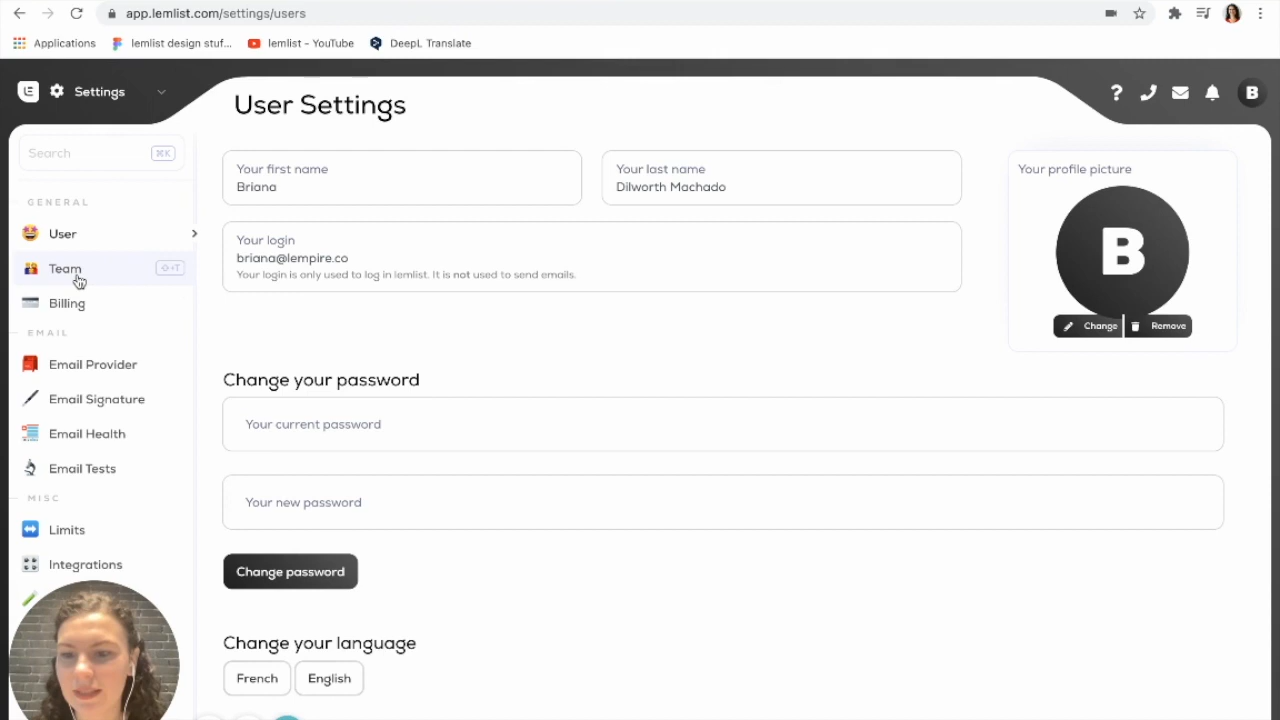 app.lemlist.com/settings/users
Applications
lemlist design stuf...
lemlist - YouTube
DeepL Translate
Settings
User Settings
?
B
Search
⌘K
GENERAL
User
Team
Billing
EMAIL
Email Provider
Email Signature
Email Health
Email Tests
MISC
Limits
Integrations
Your first name
Briana
Your last name
Dilworth Machado
Your login
briana@lempire.co
Your login is only used to log in lemlist. It is not used to send emails.
Your profile picture
B
Change
Remove
Change your password
Your current password
Your new password
Change password
Change your language
French
English